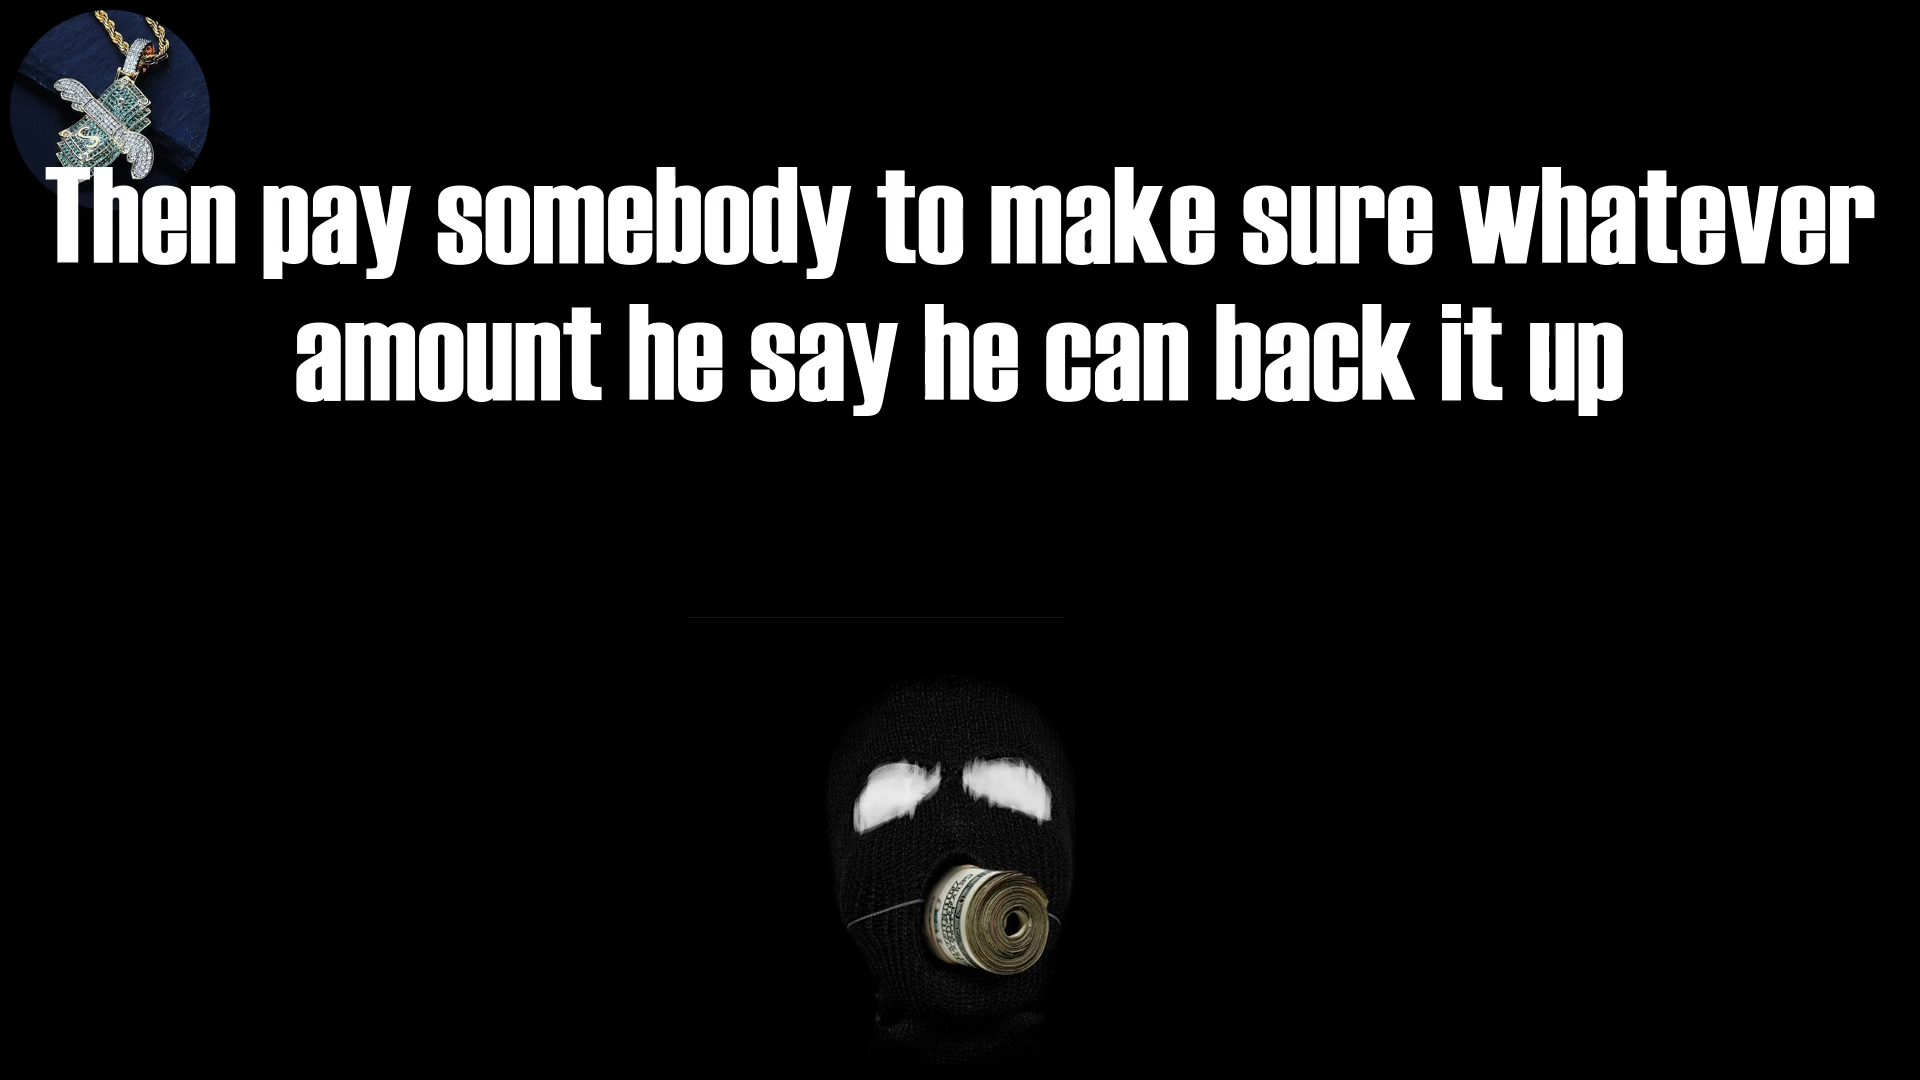 Then pay somebody to make sure whatever
amount he say he can back it up